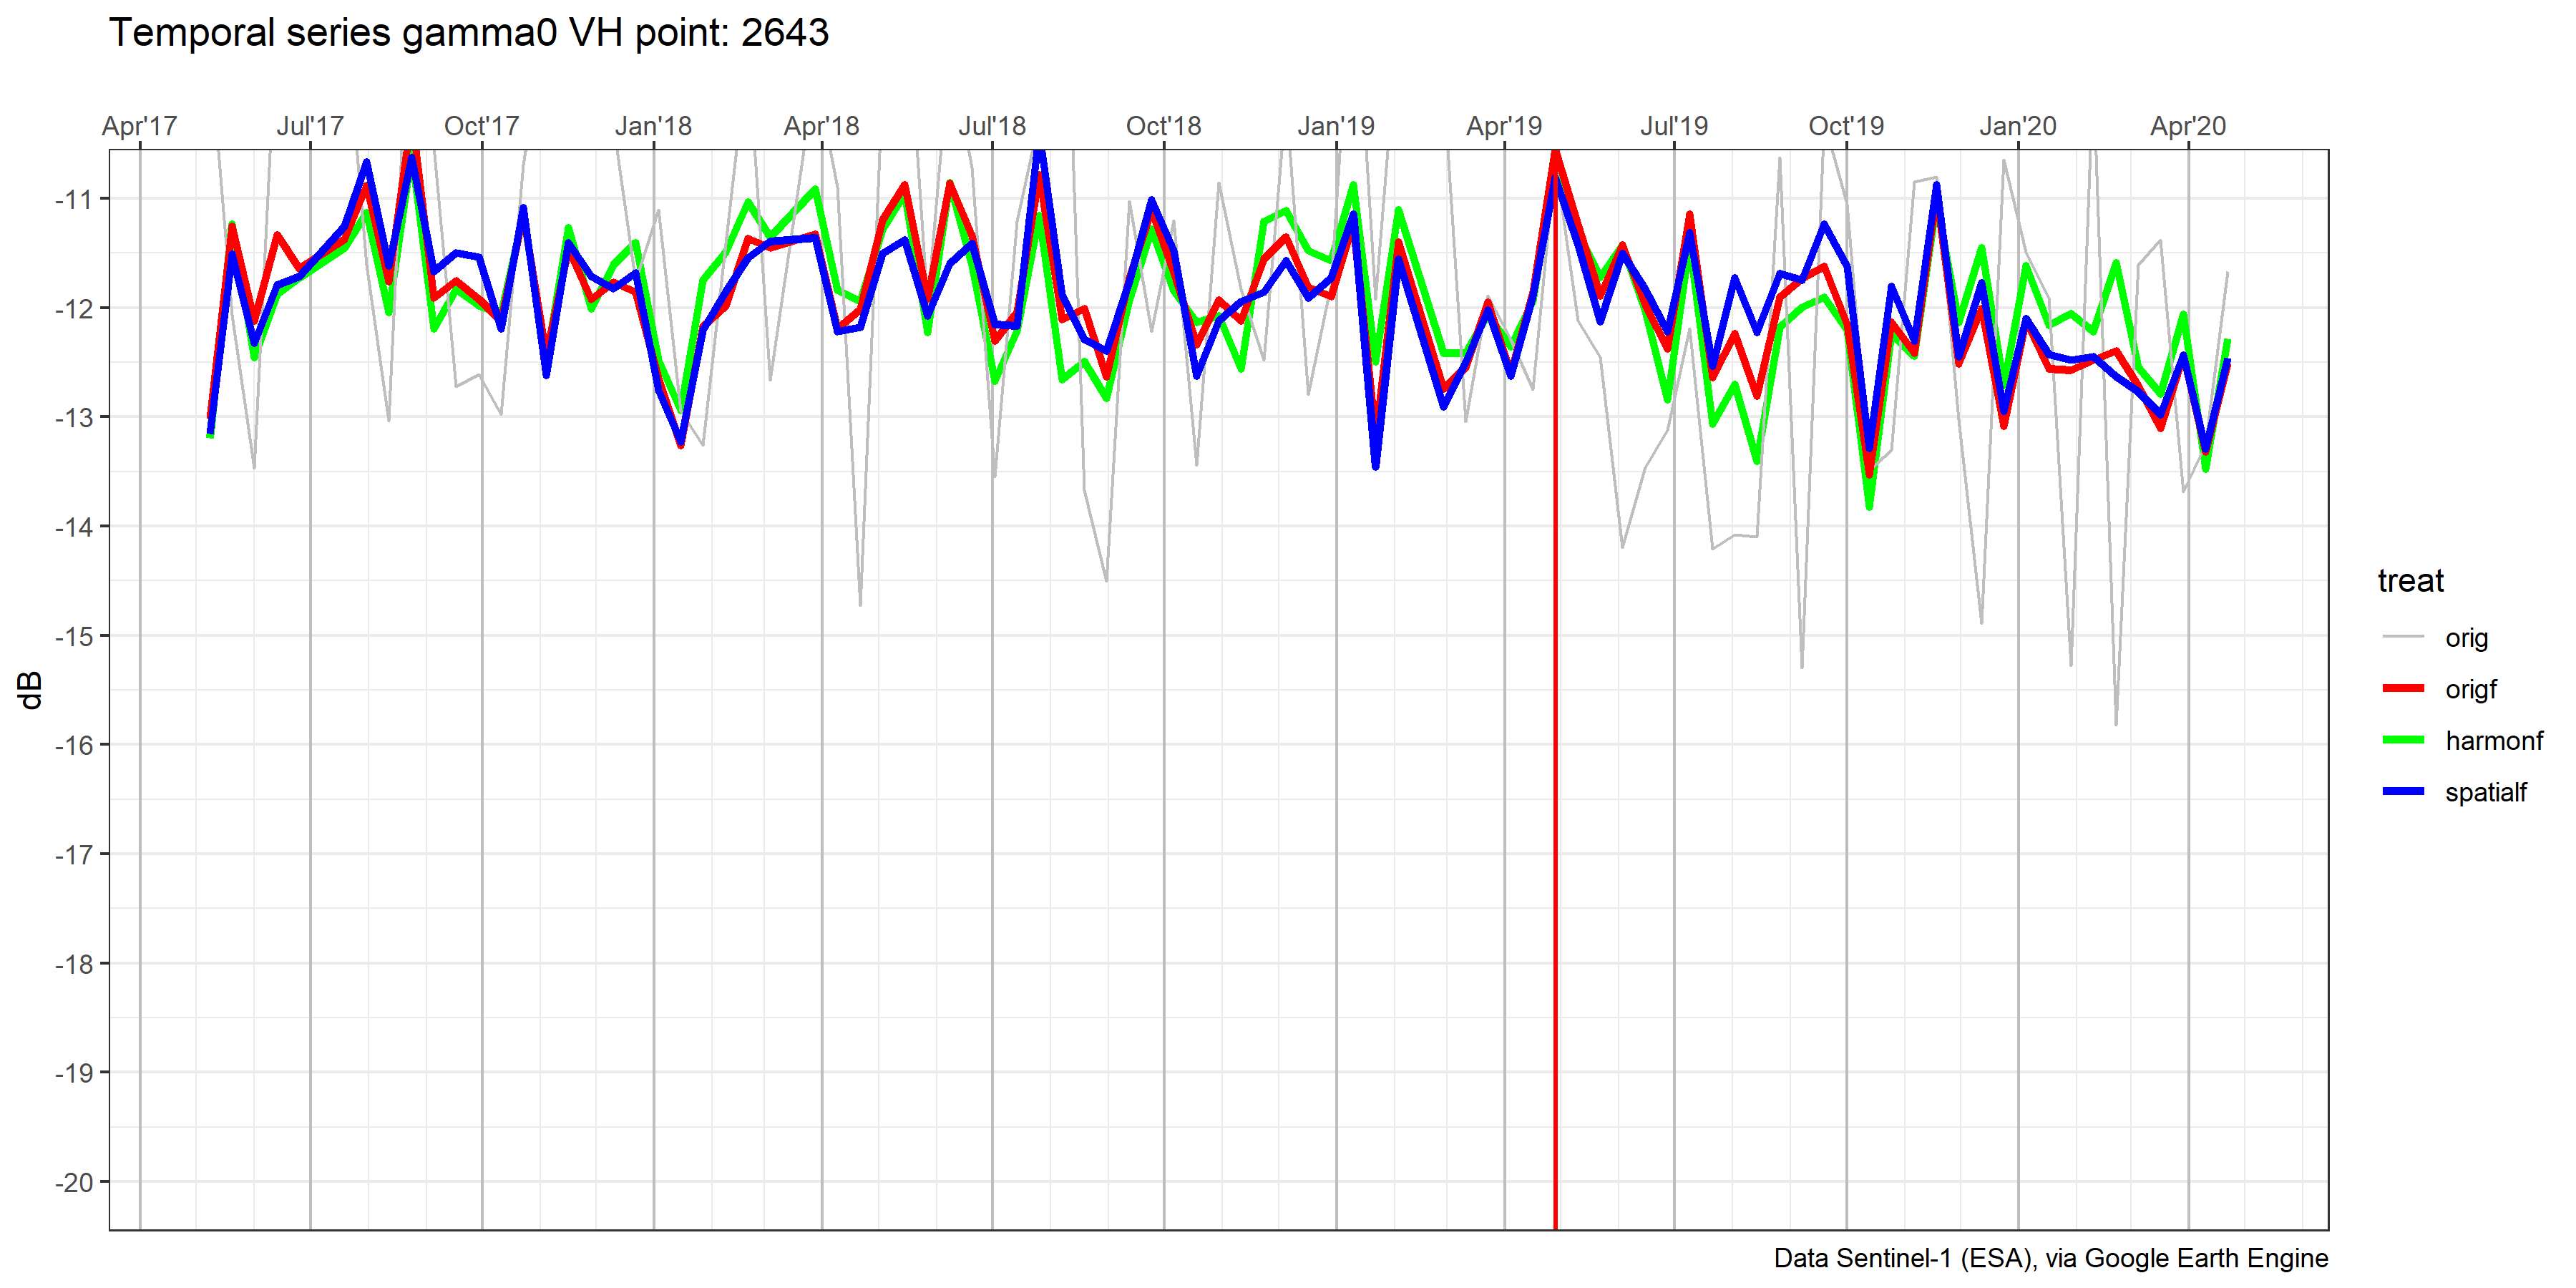 Temporal series gamma0 VH point: 2643
Apr'17 Jul'17 Oct'17 Jan'18 Apr'18 Jul'18 Oct'18 Jan'19 Apr'19 Jul'19 Oct'19 Jan'20 Apr'20
-11
-12
-13
-14
-15
-16
-17
-18
-19
-20
dB
treat
orig
origf
harmonf
spatialf
Data Sentinel-1 (ESA), via Google Earth Engine